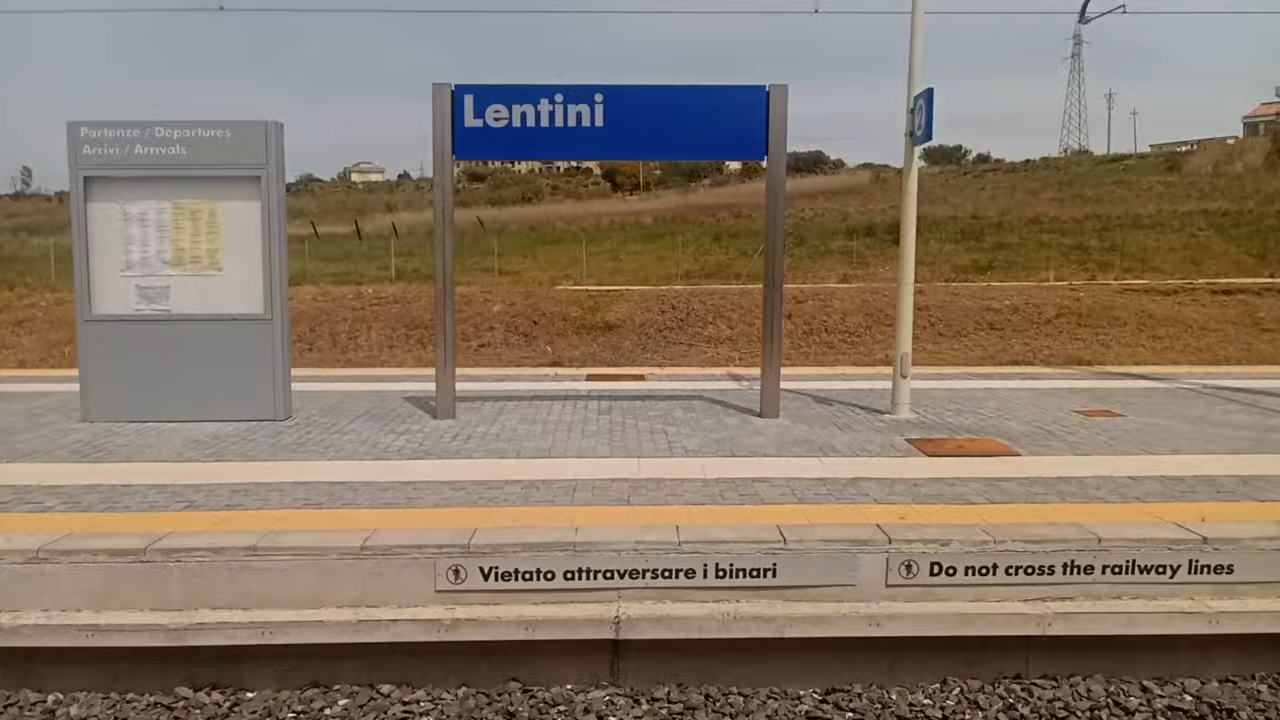 Partenze / Departures
Arrivi / Arrivals
Lentini
2
Vietato attraversare i binari
Do not cross the railway lines